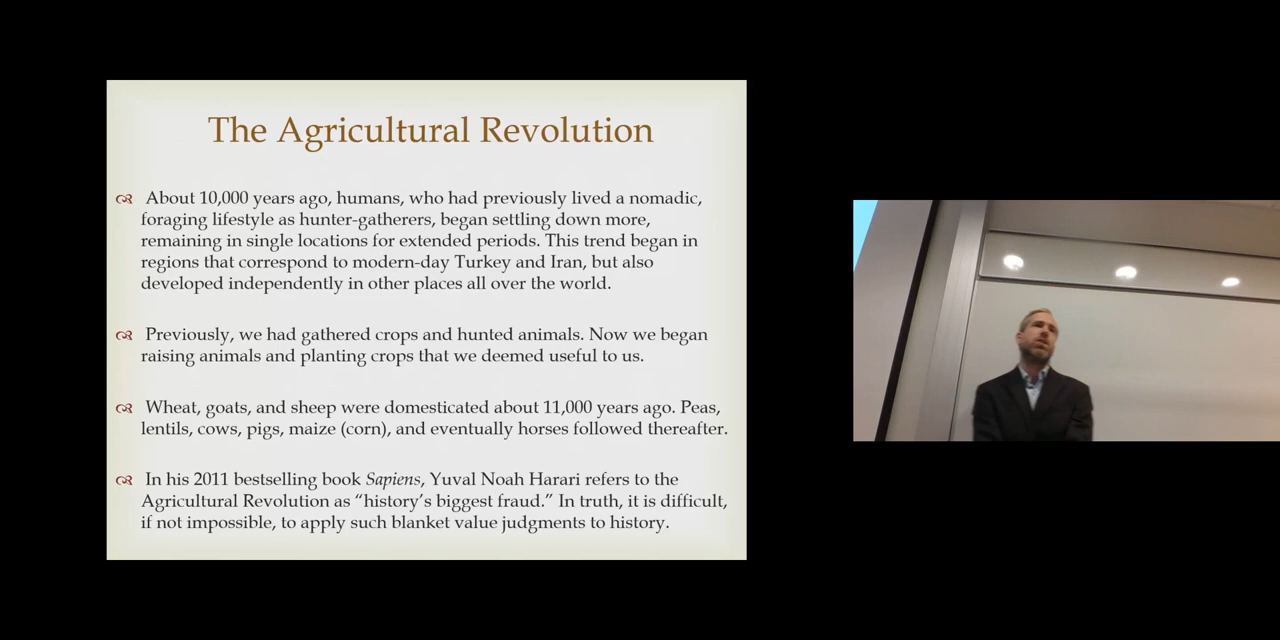 The Agricultural Revolution
About 10,000 years ago, humans, who had previously lived a nomadic,
foraging lifestyle as hunter-gatherers, began settling down more,
remaining in single locations for extended periods. This trend began in
regions that correspond to modern-day Turkey and Iran, but also
developed independently in other places all over the world.
Previously, we had gathered crops and hunted animals. Now we began
raising animals and planting crops that we deemed useful to us.
Wheat, goats, and sheep were domesticated about 11,000 years ago. Peas,
lentils, cows, pigs, maize (corn), and eventually horses followed thereafter.
In his 2011 bestselling book Sapiens, Yuval Noah Harari refers to the
Agricultural Revolution as “history’s biggest fraud.” In truth, it is difficult,
if not impossible, to apply such blanket value judgments to history.